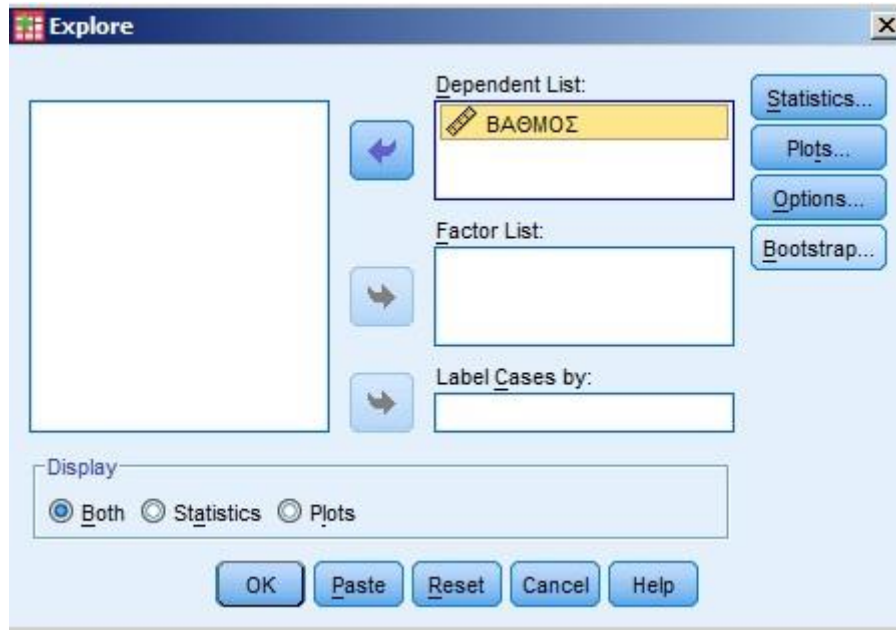 Explore
Dependent List:
ΒΑΘΜΟΣ
Statistics...
Plots...
Options...
Bootstrap...
Factor List:
Label Cases by:
Display
Both Statistics Plots
OK Paste Reset Cancel Help